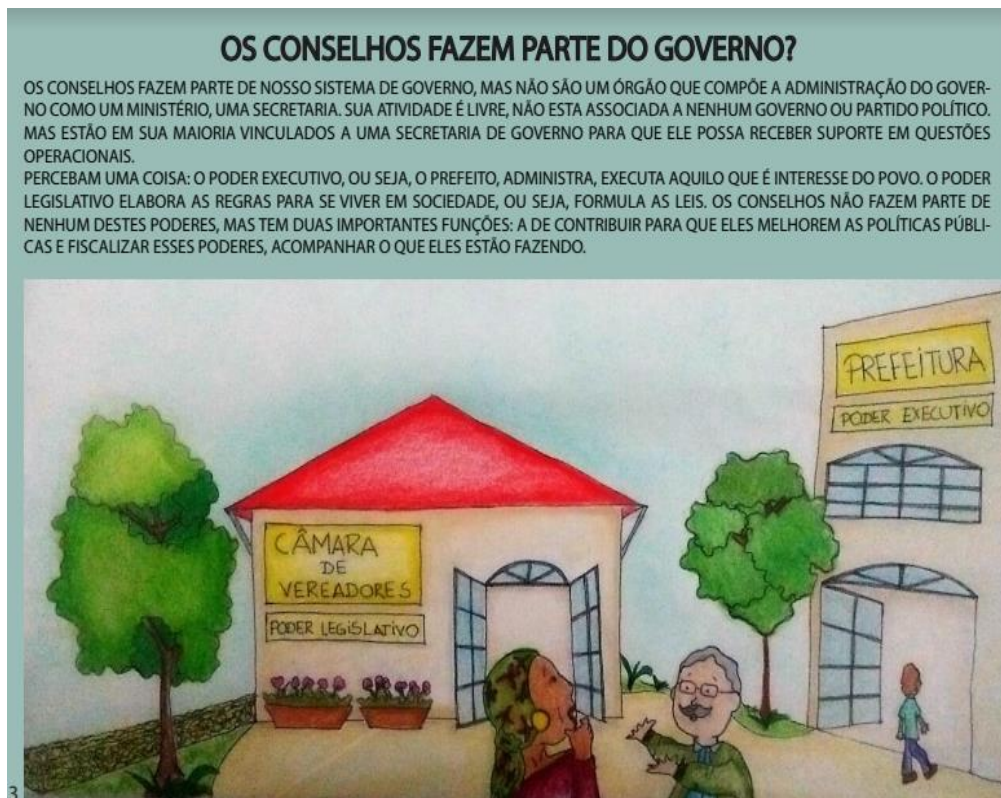 OS CONSELHOS FAZEM PARTE DO GOVERNO?
OS CONSELHOS FAZEM PARTE DE NOSSO SISTEMA DE GOVERNO, MAS NÃO SÃO UM ÓRGÃO QUE COMPÕE A ADMINISTRAÇÃO DO GOVER-
NO COMO UM MINISTÉRIO, UMA SECRETARIA. SUA ATIVIDADE É LIVRE, NÃO ESTA ASSOCIADA A NENHUM GOVERNO OU PARTIDO POLÍTICO.
MAS ESTÃO EM SUA MAIORIA VINCULADOS A UMA SECRETARIA DE GOVERNO PARA QUE ELE POSSA RECEBER SUPORTE EM QUESTÕES
OPERACIONAIS.
PERCEBAM UMA COISA: O PODER EXECUTIVO, OU SEJA, O PREFEITO, ADMINISTRA, EXECUTA AQUILO QUE É INTERESSE DO POVO. O PODER
LEGISLATIVO ELABORA AS REGRAS PARA SE VIVER EM SOCIEDADE, OU SEJA, FORMULA AS LEIS. OS CONSELHOS NÃO FAZEM PARTE DE
NENHUM DESTES PODERES, MAS TEM DUAS IMPORTANTES FUNÇÕES: A DE CONTRIBUIR PARA QUE ELES MELHOREM AS POLÍTICAS PÚBLI-
CAS E FISCALIZAR ESSES PODERES, ACOMPANHAR O QUE ELES ESTÃO FAZENDO.
PREFEITURA
PODER EXECUTIVO
CÂMARA
DE
VEREADORES
PODER LEGISLATIVO
3